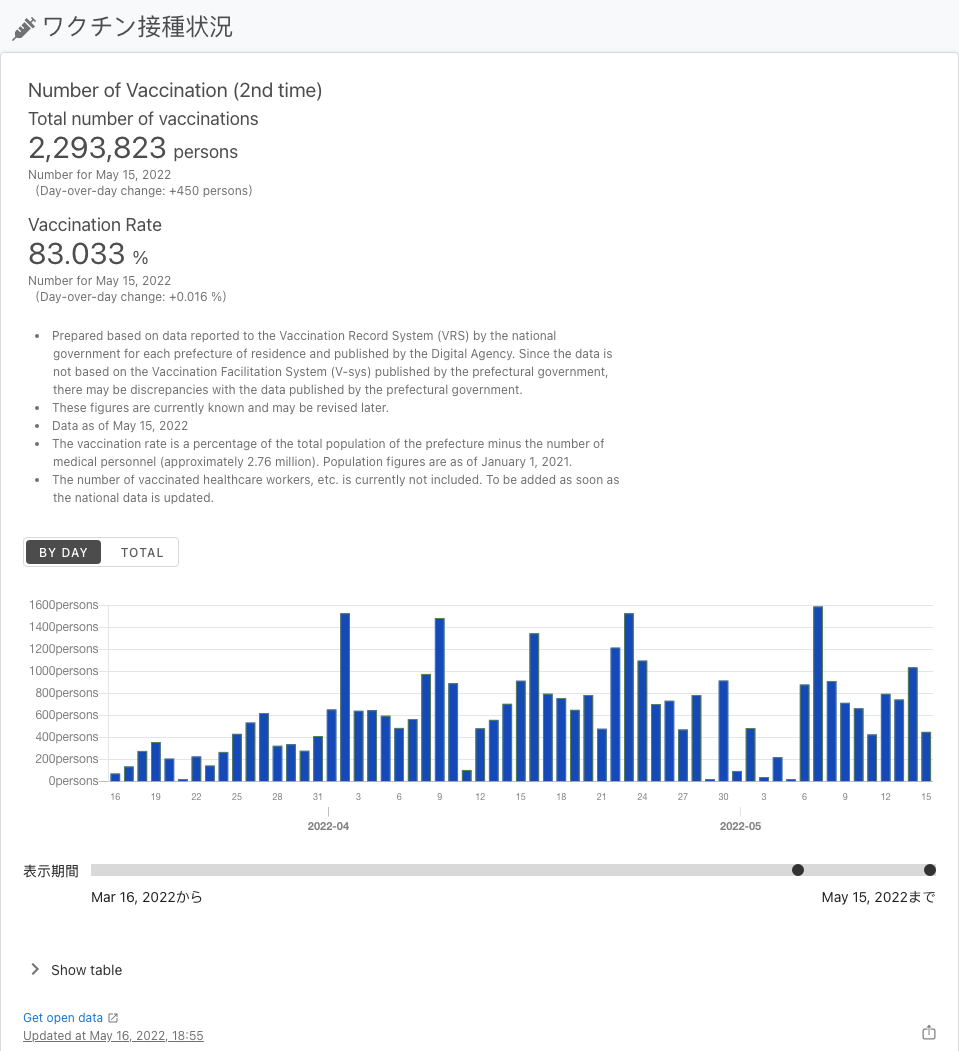 ワクチン接種状況
Number of Vaccination (2nd time)
Total number of vaccinations
2,293,823 persons
Number for May 15, 2022
(Day-over-day change: +450 persons)
Vaccination Rate
83.033 %
Number for May 15, 2022
(Day-over-day change: +0.016 %)
• Prepared based on data reported to the Vaccination Record System (VRS) by the national
government for each prefecture of residence and published by the Digital Agency. Since the data is
not based on the Vaccination Facilitation System (V-sys) published by the prefectural government,
there may be discrepancies with the data published by the prefectural government.
• These figures are currently known and may be revised later.
• Data as of May 15, 2022
• The vaccination rate is a percentage of the total population of the prefecture minus the number of
medical personnel (approximately 2.76 million). Population figures are as of January 1, 2021.
• The number of vaccinated healthcare workers, etc. is currently not included. To be added as soon as
the national data is updated.
BY DAY TOTAL
1600persons
1400persons
1200persons
1000persons
800persons
600persons
400persons
200persons
0persons
16 19 22 25 28 31 3 6 9 12 15 18 21 24 27 30 3 6 9 12 15
2022-04 2022-05
表示期間
Mar 16, 2022から May 15, 2022まで
Show table
Get open data
Updated at May 16, 2022, 18:55